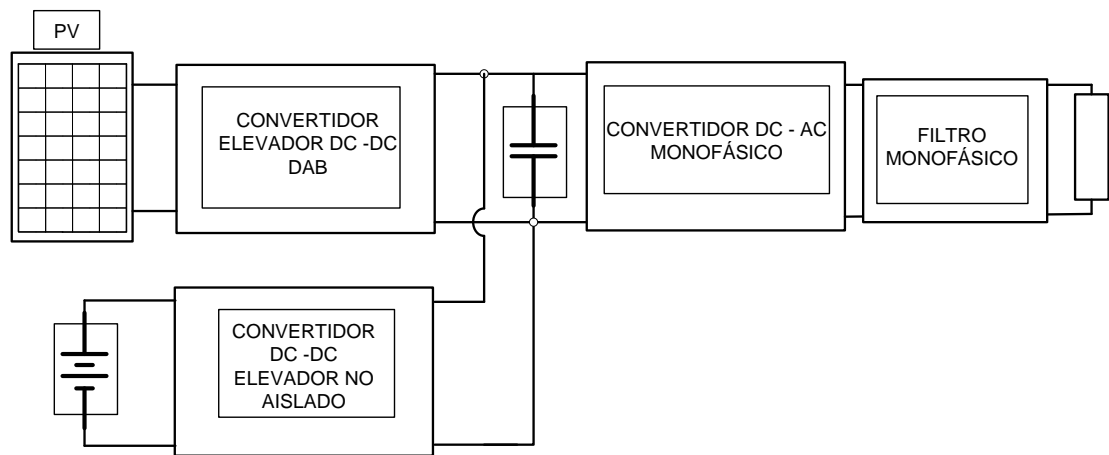 PV
CONVERTIDOR
ELEVADOR DC -DC
DAB
CONVERTIDOR DC - AC
MONOFÁSICO
FILTRO
MONOFÁSICO
CONVERTIDOR
DC -DC
ELEVADOR NO
AISLADO